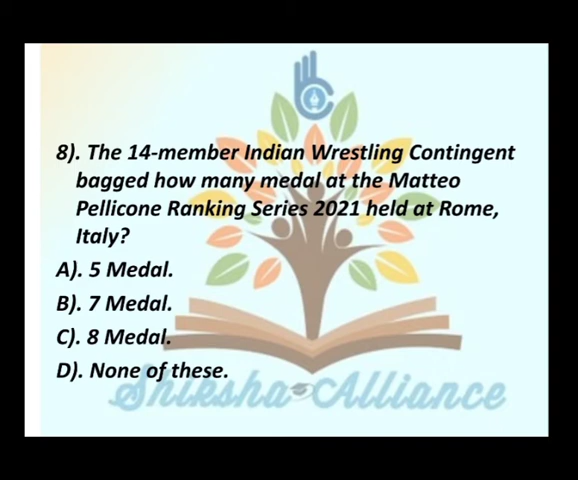 8). The 14-member Indian Wrestling Contingent
bagged how many medal at the Matteo
Pellicone Ranking Series 2021 held at Rome,
Italy?
A). 5 Medal.
B). 7 Medal.
C). 8 Medal.
D). None of these.
Shiksha Alliance